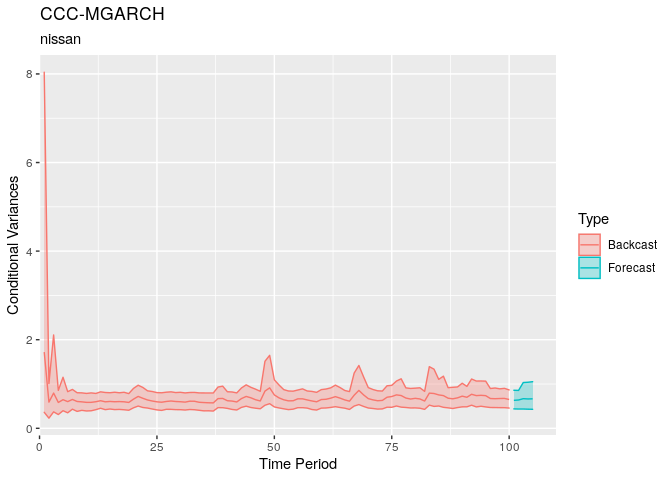 CCC-MGARCH
nissan
8
6
4
2
0
Conditional Variances
0 25 50 75 100
Time Period
Type
Backcast
Forecast